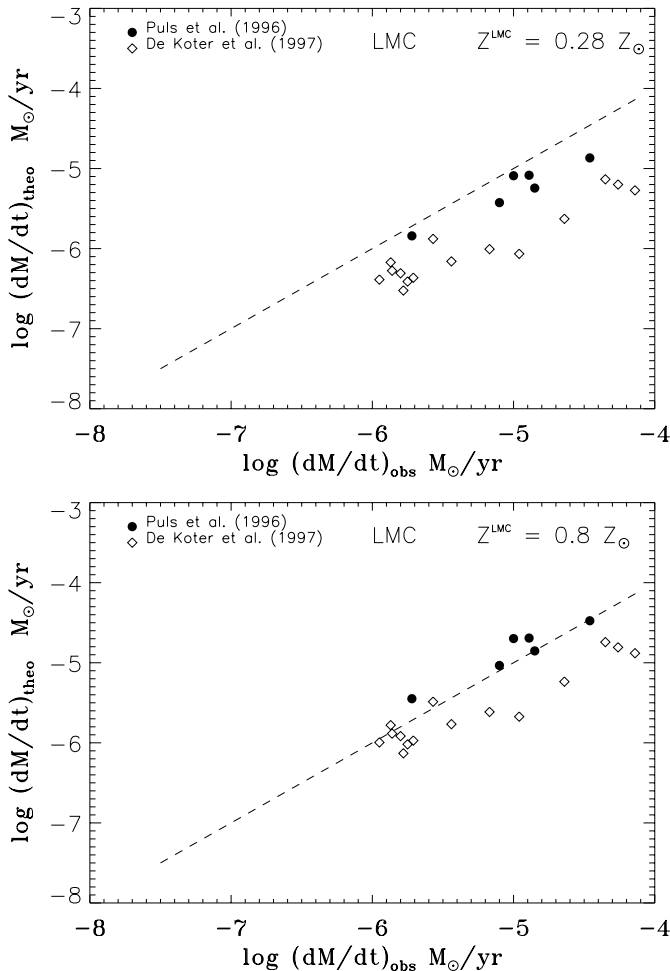 −3
Puls et al. (1996)
De Koter et al. (1997)
LMC
Z^LMC = 0.28 Z⊙
−4
−5
−6
−7
−8
log (dM/dt)theo M⊙/yr
−8 −7 −6 −5 −4
log (dM/dt)obs M⊙/yr
−3
Puls et al. (1996)
De Koter et al. (1997)
LMC
Z^LMC = 0.8 Z⊙
−4
−5
−6
−7
−8
log (dM/dt)theo M⊙/yr
−8 −7 −6 −5 −4
log (dM/dt)obs M⊙/yr